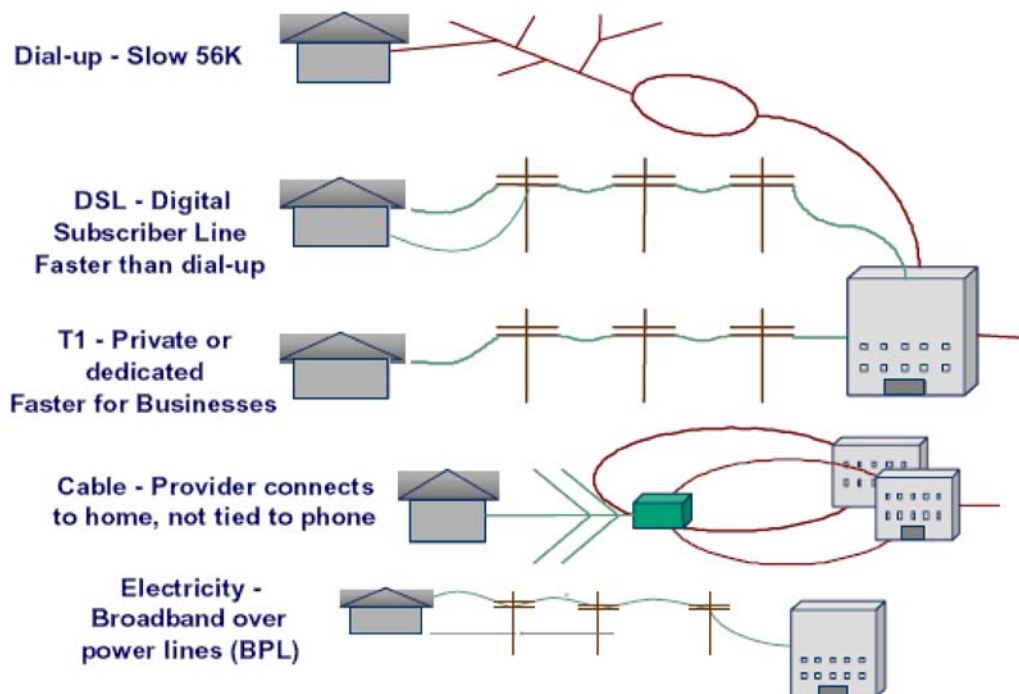 Dial-up - Slow 56K
DSL - Digital
Subscriber Line
Faster than dial-up
T1 - Private or
dedicated
Faster for Businesses
Cable - Provider connects
to home, not tied to phone
Electricity -
Broadband over
power lines (BPL)